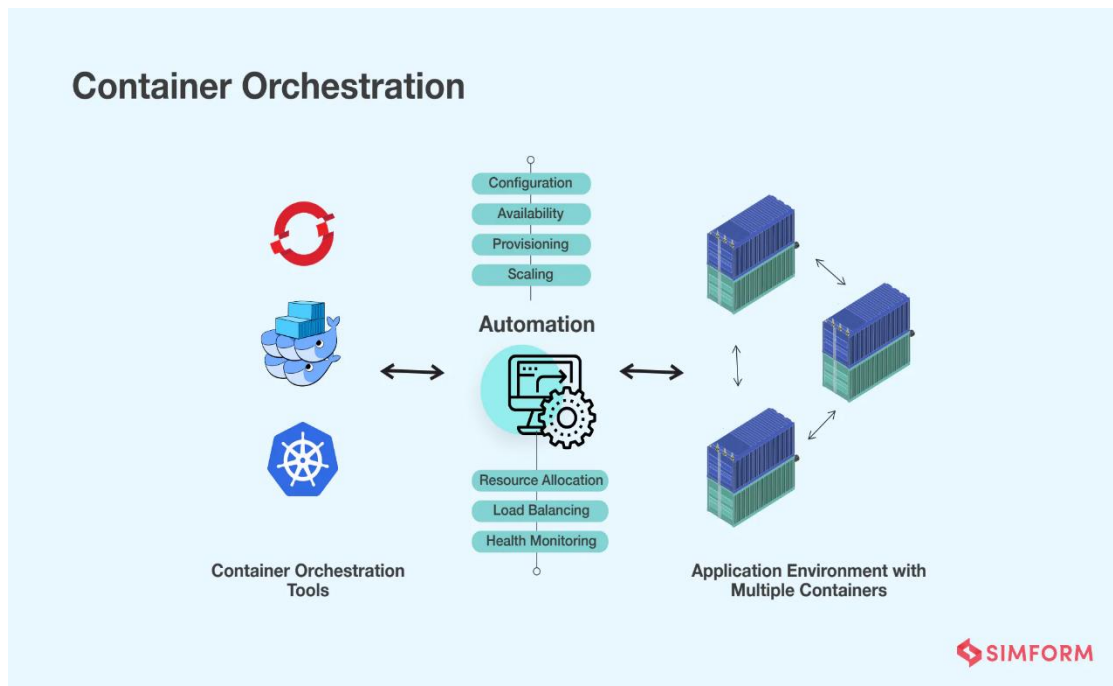 Container Orchestration
Configuration
Availability
Provisioning
Scaling
Automation
Resource Allocation
Load Balancing
Health Monitoring
Container Orchestration
Tools
Application Environment with
Multiple Containers
SIMFORM